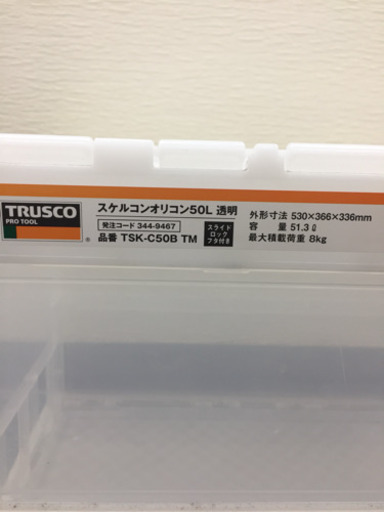 TRUSCO
PRO TOOL
®
スケルコンオリコン50L 透明
発注コード 344-9467
品番 TSK-C50B TM
スライド
ロック
フタ付き
外形寸法 530×366×336mm
容 量 51.3ℓ
最大積載荷重 8kg